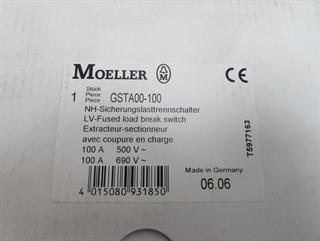 MOELLER
M
CE
1 Stück
Piece
Pièce
GSTA00-100
NH-Sicherungslasttrennschalter
LV-Fused load break switch
Extracteur-sectionneur
avec coupure en charge
100 A 500 V ~
100 A 690 V ~
Made in Germany
06.06
4 015080 931850
T5977163